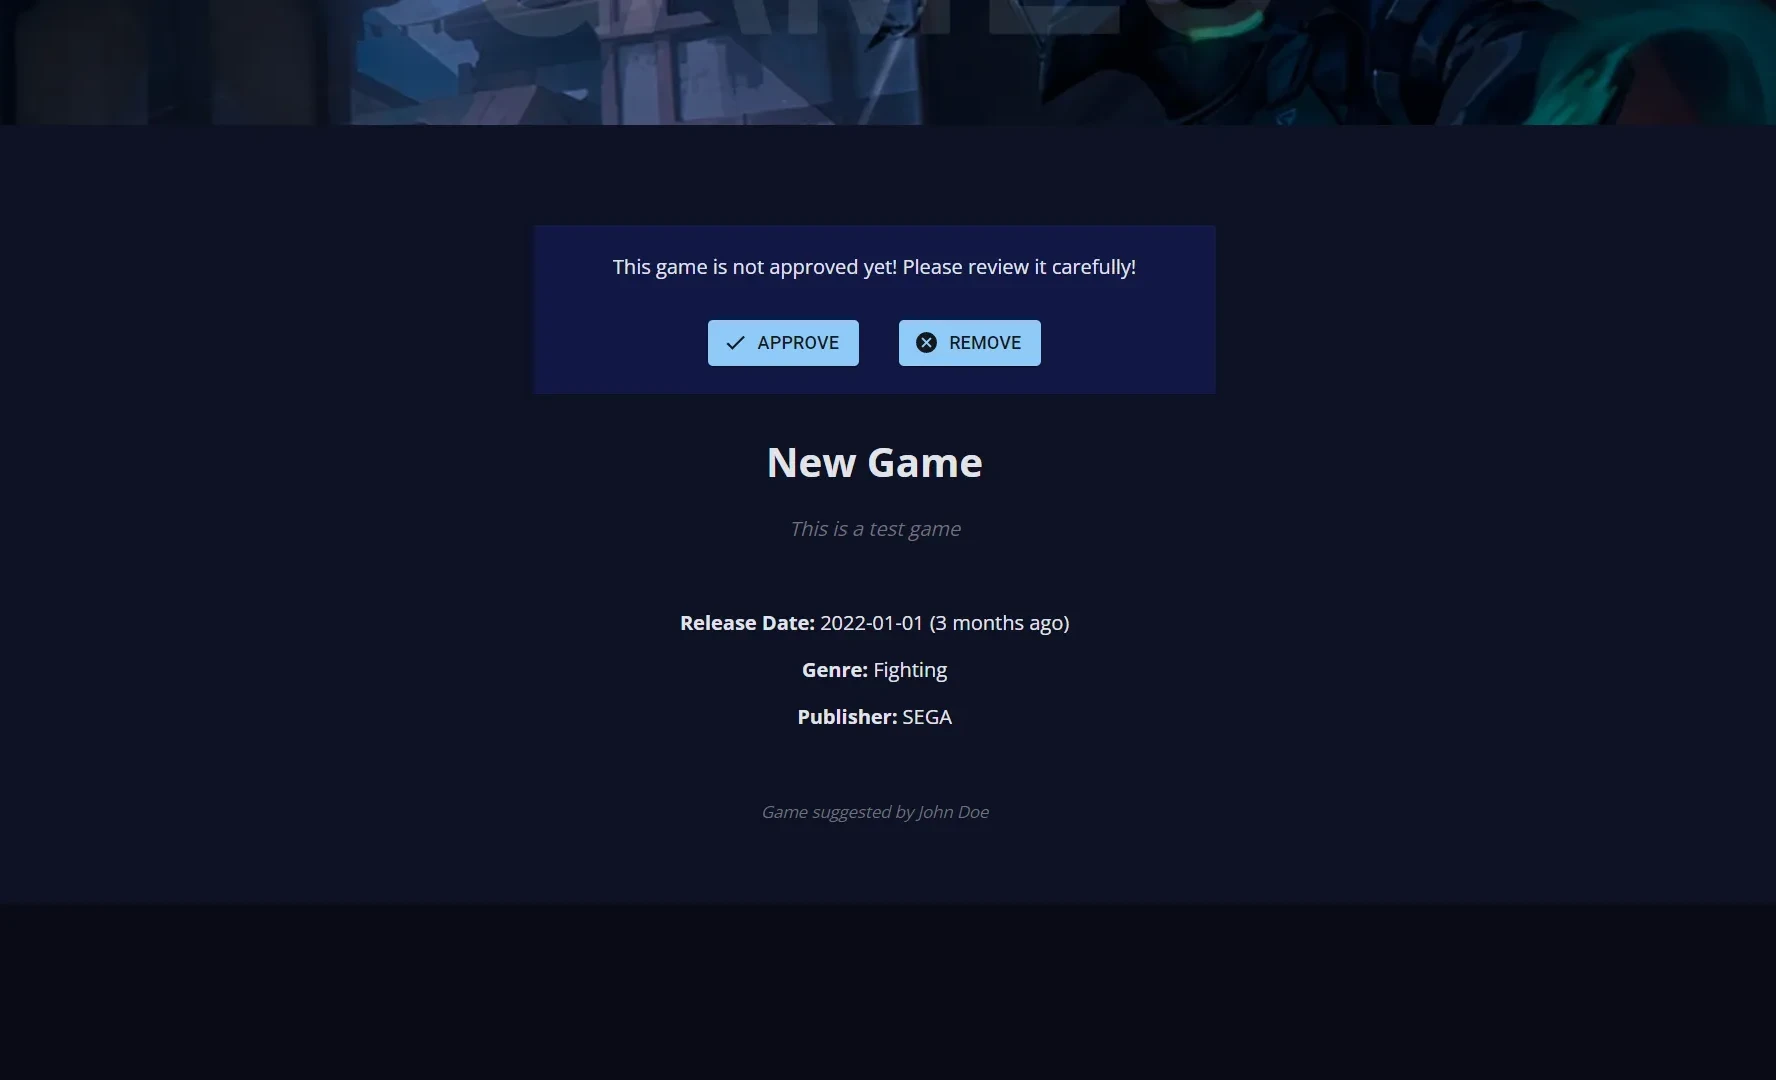 GAMES
This game is not approved yet! Please review it carefully!
APPROVE
REMOVE
New Game
This is a test game
Release Date: 2022-01-01 (3 months ago)
Genre: Fighting
Publisher: SEGA
Game suggested by John Doe